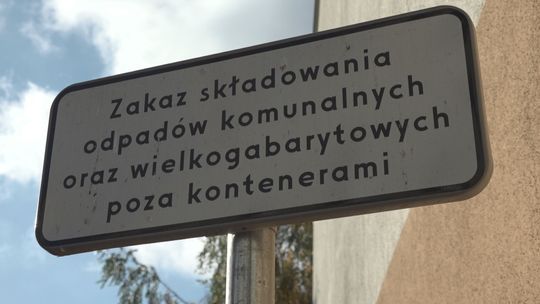 Zakaz składowania
odpadów komunalnych
oraz wielkogabarytowych
poza kontenerami